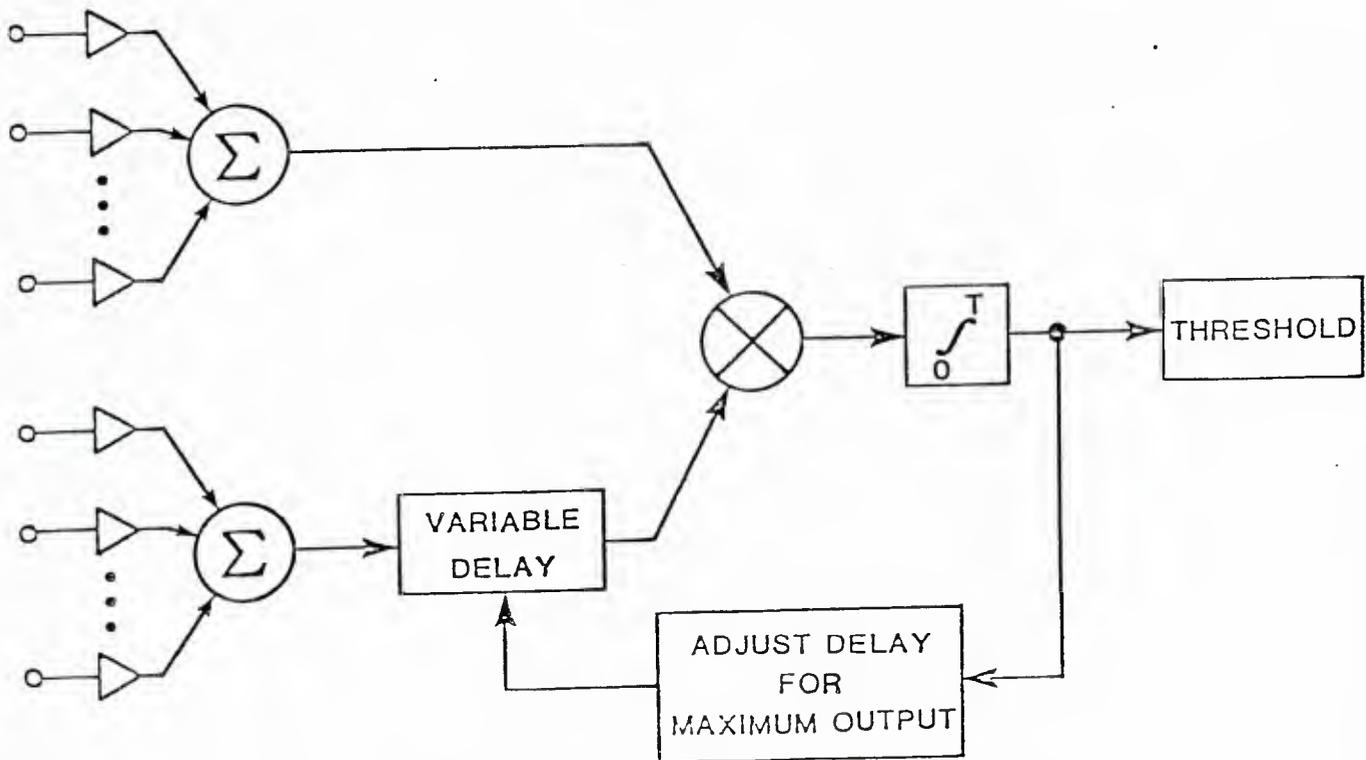 Σ
∫
T
0
THRESHOLD
Σ
VARIABLE
DELAY
ADJUST DELAY
FOR
MAXIMUM OUTPUT